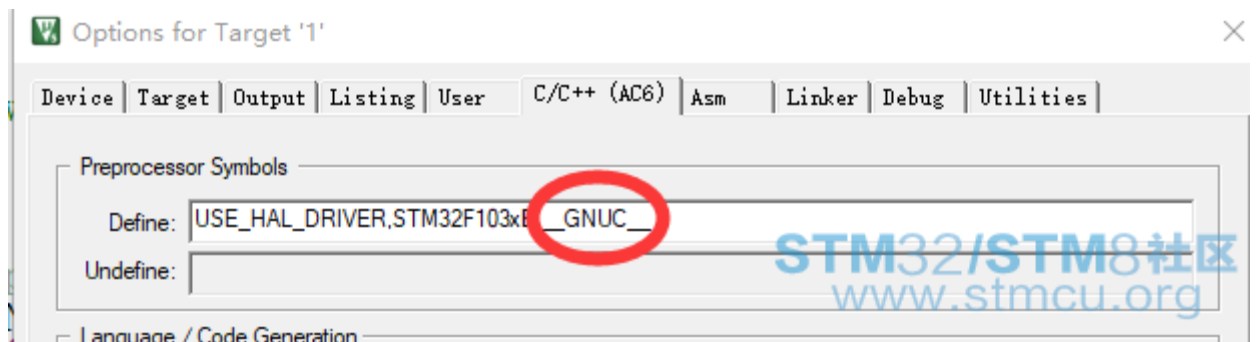 Options for Target '1'
Device Target Output Listing User C/C++ (AC6) Asm Linker Debug Utilities
Preprocessor Symbols
Define: USE_HAL_DRIVER,STM32F103xE __GNUC__
Undefine:
STM32/STM8社区
www.stmcu.org
Language / Code Generation